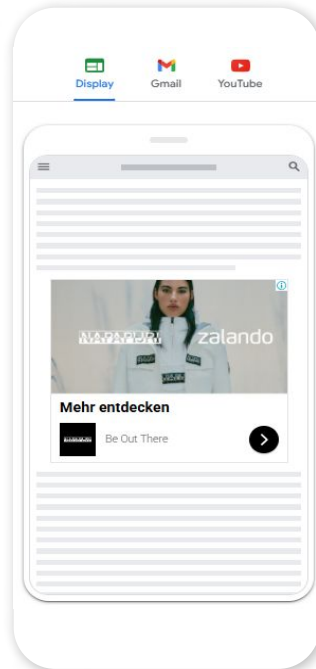 Display
Gmail
YouTube
NAPAPIJRI
zalando
Mehr entdecken
Be Out There